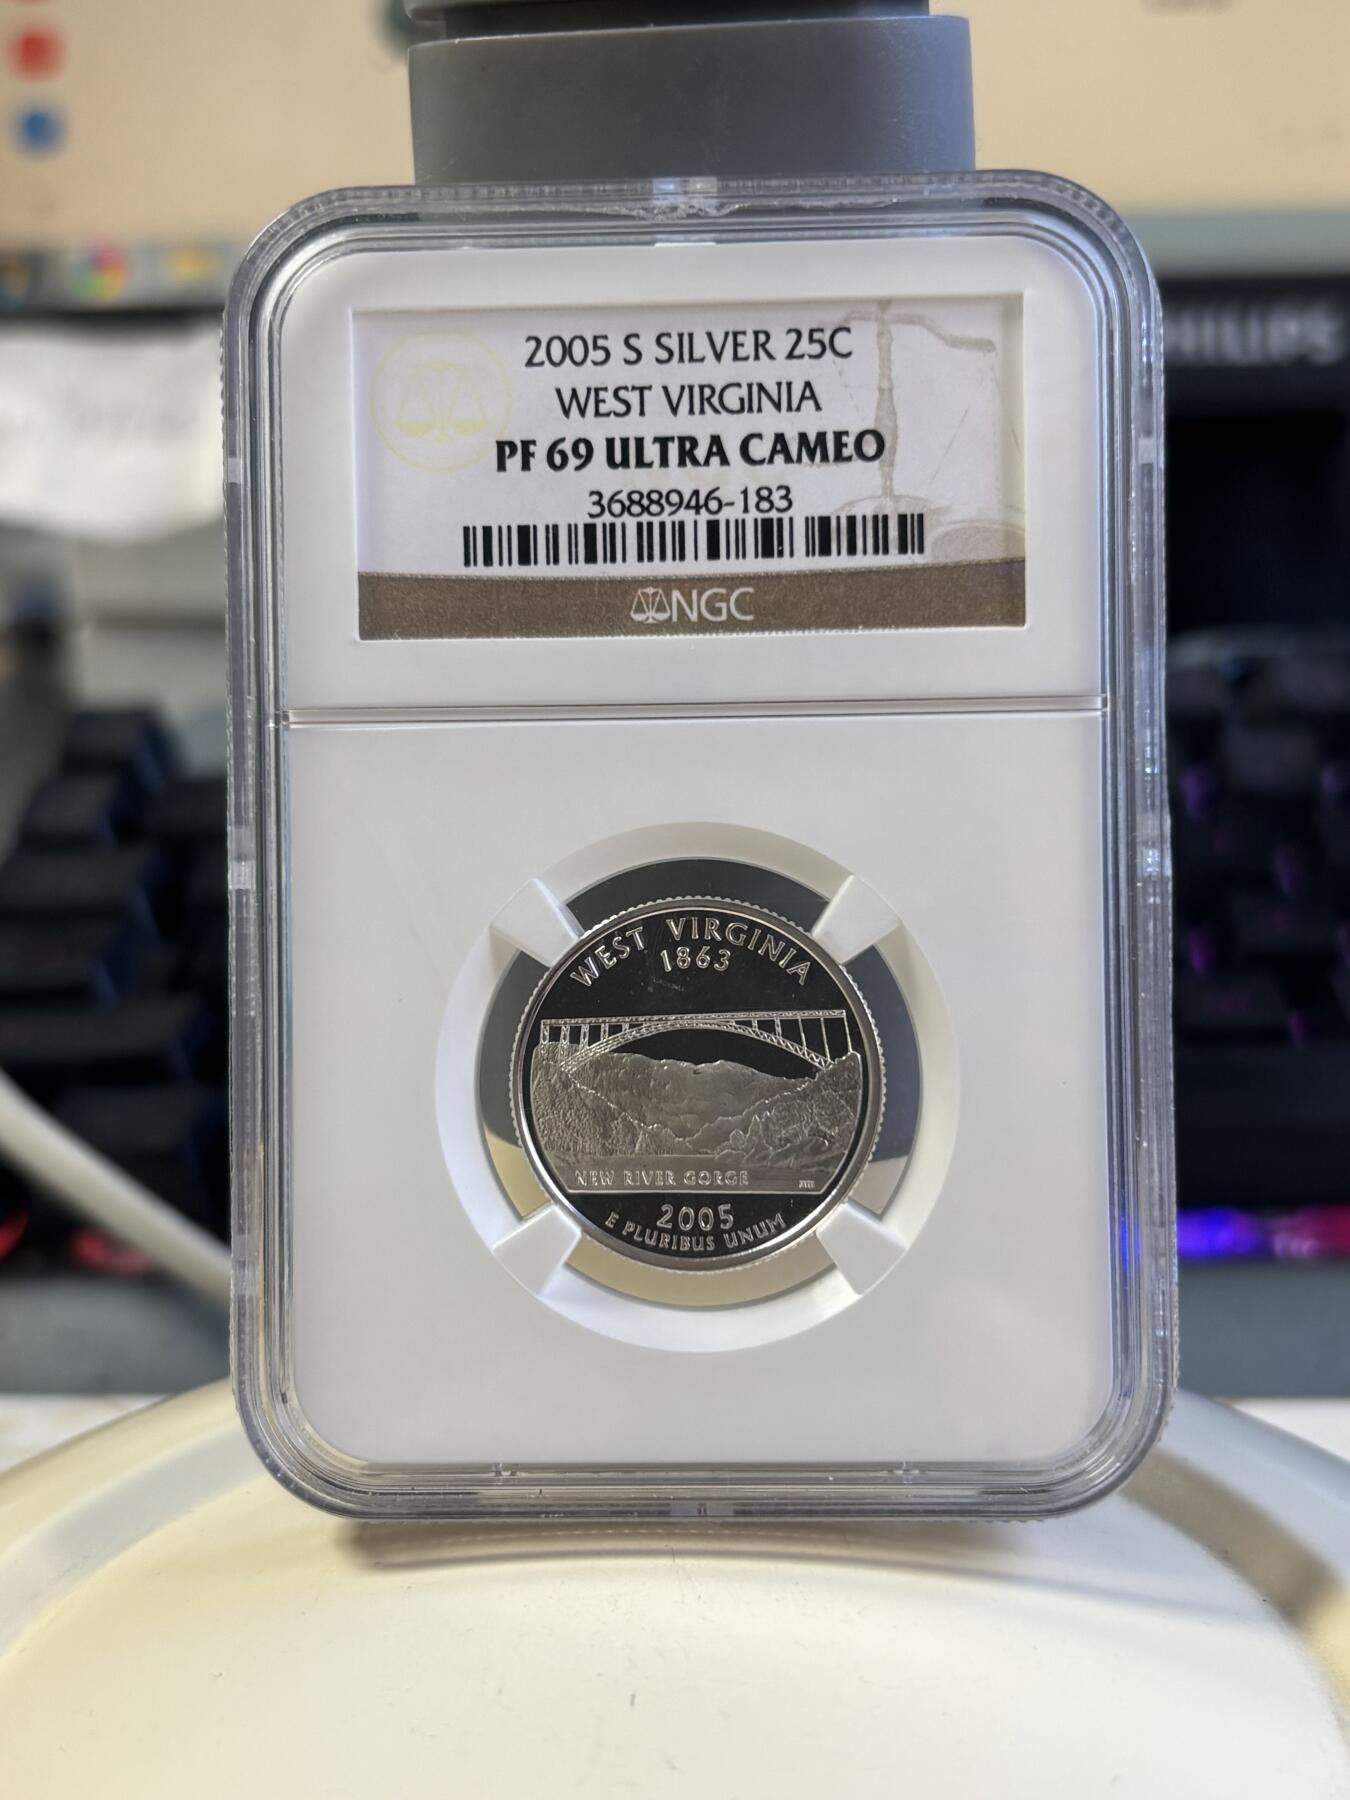 PHILIPS
2005 S SILVER 25C
WEST VIRGINIA
PF 69 ULTRA CAMEO
3688946-183
NGC
WEST VIRGINIA
1863
NEW RIVER GORGE
2005
E PLURIBUS UNUM